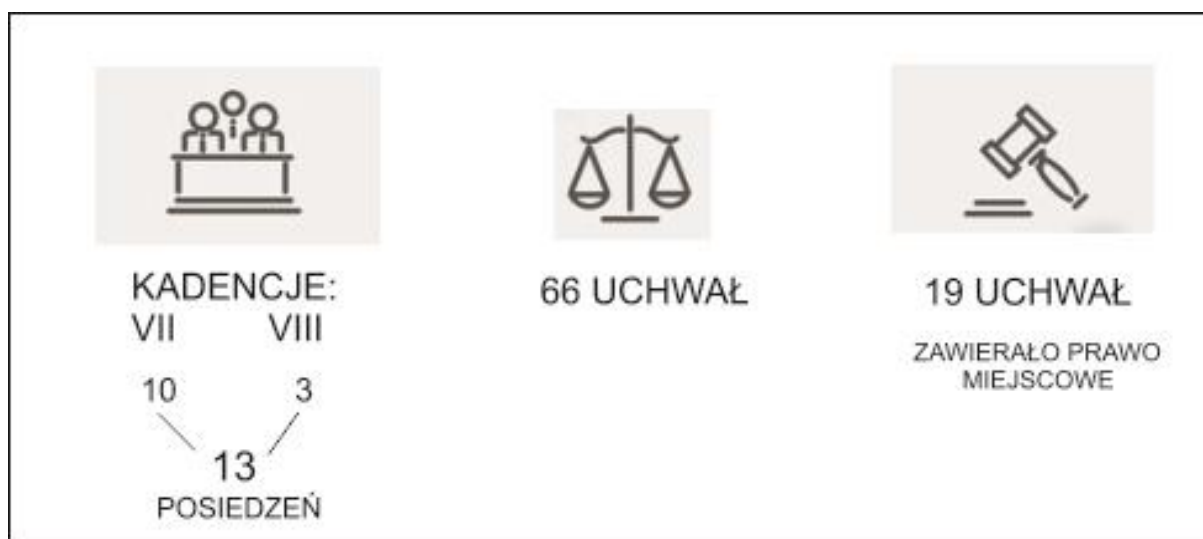 KADENCJE:
VII VIII
10 3
13
POSIEDZEŃ
66 UCHWAŁ
19 UCHWAŁ
ZAWIERAŁO PRAWO
MIEJSCOWE